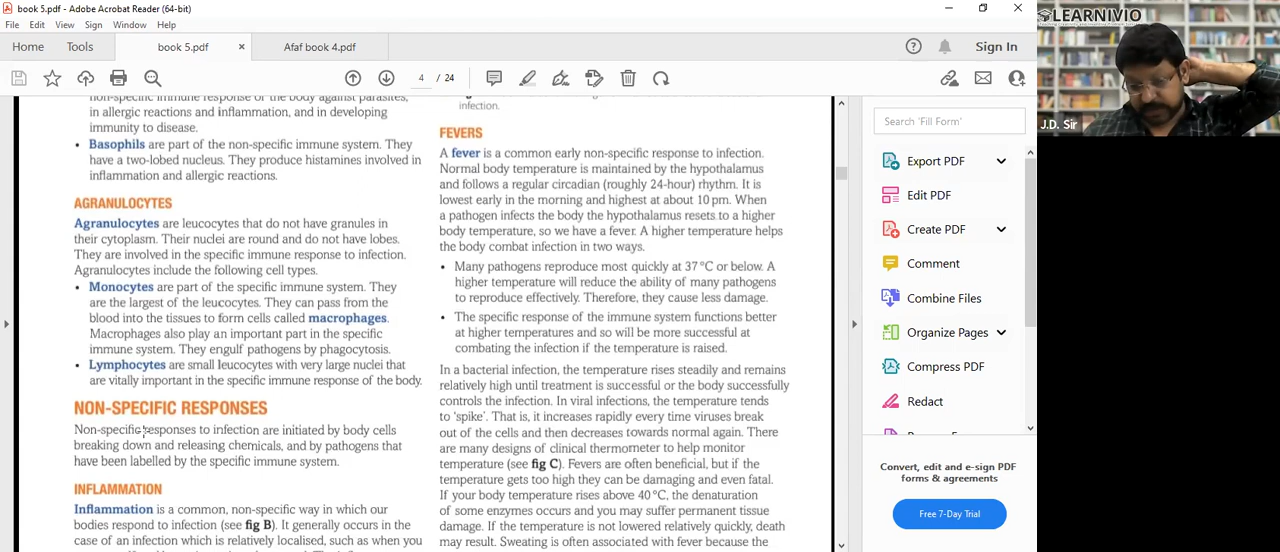 book 5.pdf - Adobe Acrobat Reader (64-bit)
File Edit View Sign Window Help
Home Tools book 5.pdf × Afaf book 4.pdf Sign In
4 / 24
non-specific immune response of the body against parasites,
in allergic reactions and inflammation, and in developing
immunity to disease.
• Basophils are part of the non-specific immune system. They
have a two-lobed nucleus. They produce histamines involved in
inflammation and allergic reactions.
AGRANULOCYTES
Agranulocytes are leucocytes that do not have granules in
their cytoplasm. Their nuclei are round and do not have lobes.
They are involved in the specific immune response to infection.
Agranulocytes include the following cell types.
• Monocytes are part of the specific immune system. They
are the largest of the leucocytes. They can pass from the
blood into the tissues to form cells called macrophages.
Macrophages also play an important part in the specific
immune system. They engulf pathogens by phagocytosis.
• Lymphocytes are small leucocytes with very large nuclei that
are vitally important in the specific immune response of the body.
NON-SPECIFIC RESPONSES
Non-specific responses to infection are initiated by body cells
breaking down and releasing chemicals, and by pathogens that
have been labelled by the specific immune system.
INFLAMMATION
Inflammation is a common, non-specific way in which our
bodies respond to infection (see fig B). It generally occurs in the
case of an infection which is relatively localised, such as when you
infection.
FEVERS
A fever is a common early non-specific response to infection.
Normal body temperature is maintained by the hypothalamus
and follows a regular circadian (roughly 24-hour) rhythm. It is
lowest early in the morning and highest at about 10 pm. When
a pathogen infects the body the hypothalamus resets to a higher
body temperature, so we have a fever. A higher temperature helps
the body combat infection in two ways.
• Many pathogens reproduce most quickly at 37 °C or below. A
higher temperature will reduce the ability of many pathogens
to reproduce effectively. Therefore, they cause less damage.
• The specific response of the immune system functions better
at higher temperatures and so will be more successful at
combating the infection if the temperature is raised.
In a bacterial infection, the temperature rises steadily and remains
relatively high until treatment is successful or the body successfully
controls the infection. In viral infections, the temperature tends
to 'spike'. That is, it increases rapidly every time viruses break
out of the cells and then decreases towards normal again. There
are many designs of clinical thermometer to help monitor
temperature (see fig C). Fevers are often beneficial, but if the
temperature gets too high they can be damaging and even fatal.
If your body temperature rises above 40 °C, the denaturation
of some enzymes occurs and you may suffer permanent tissue
damage. If the temperature is not lowered relatively quickly, death
may result. Sweating is often associated with fever because the
Search 'Fill Form'
Export PDF
Edit PDF
Create PDF
Comment
Combine Files
Organize Pages
Compress PDF
Redact
Convert, edit and e-sign PDF
forms & agreements
Free 7-Day Trial
LEARNIVIO
J.D. Sir